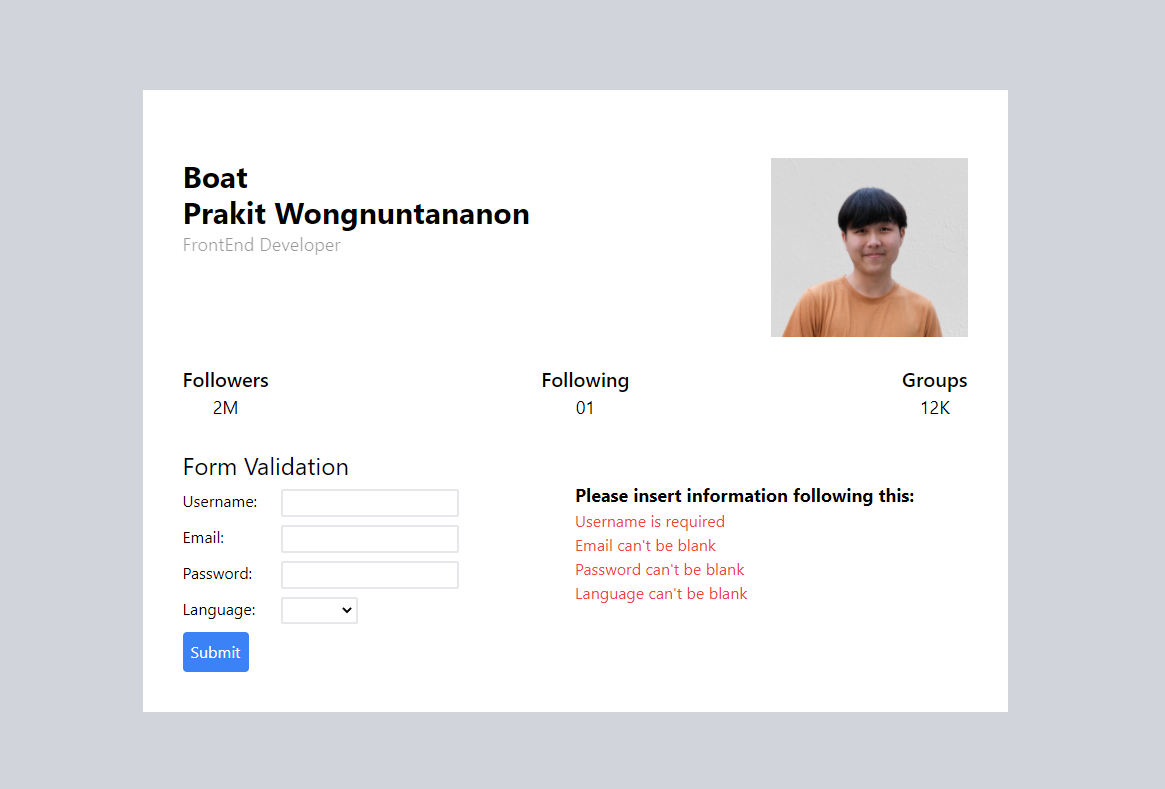 Boat
Prakit Wongnuntananon
FrontEnd Developer
Followers
2M
Following
01
Groups
12K
Form Validation
Username:
Email:
Password:
Language:
Submit
Please insert information following this:
Username is required
Email can't be blank
Password can't be blank
Language can't be blank